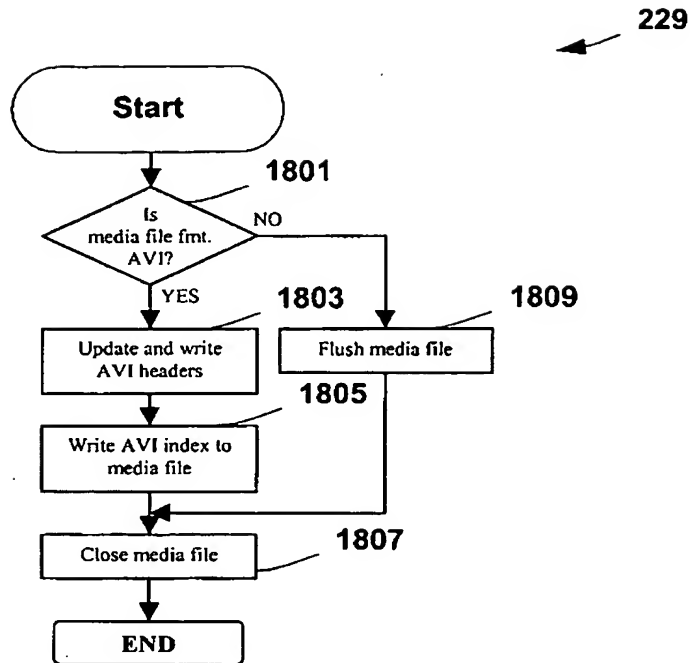 229
Start
1801
Is
media file fmt.
AVI?
NO
YES
1803
1809
Update and write
AVI headers
Flush media file
1805
Write AVI index to
media file
1807
Close media file
END